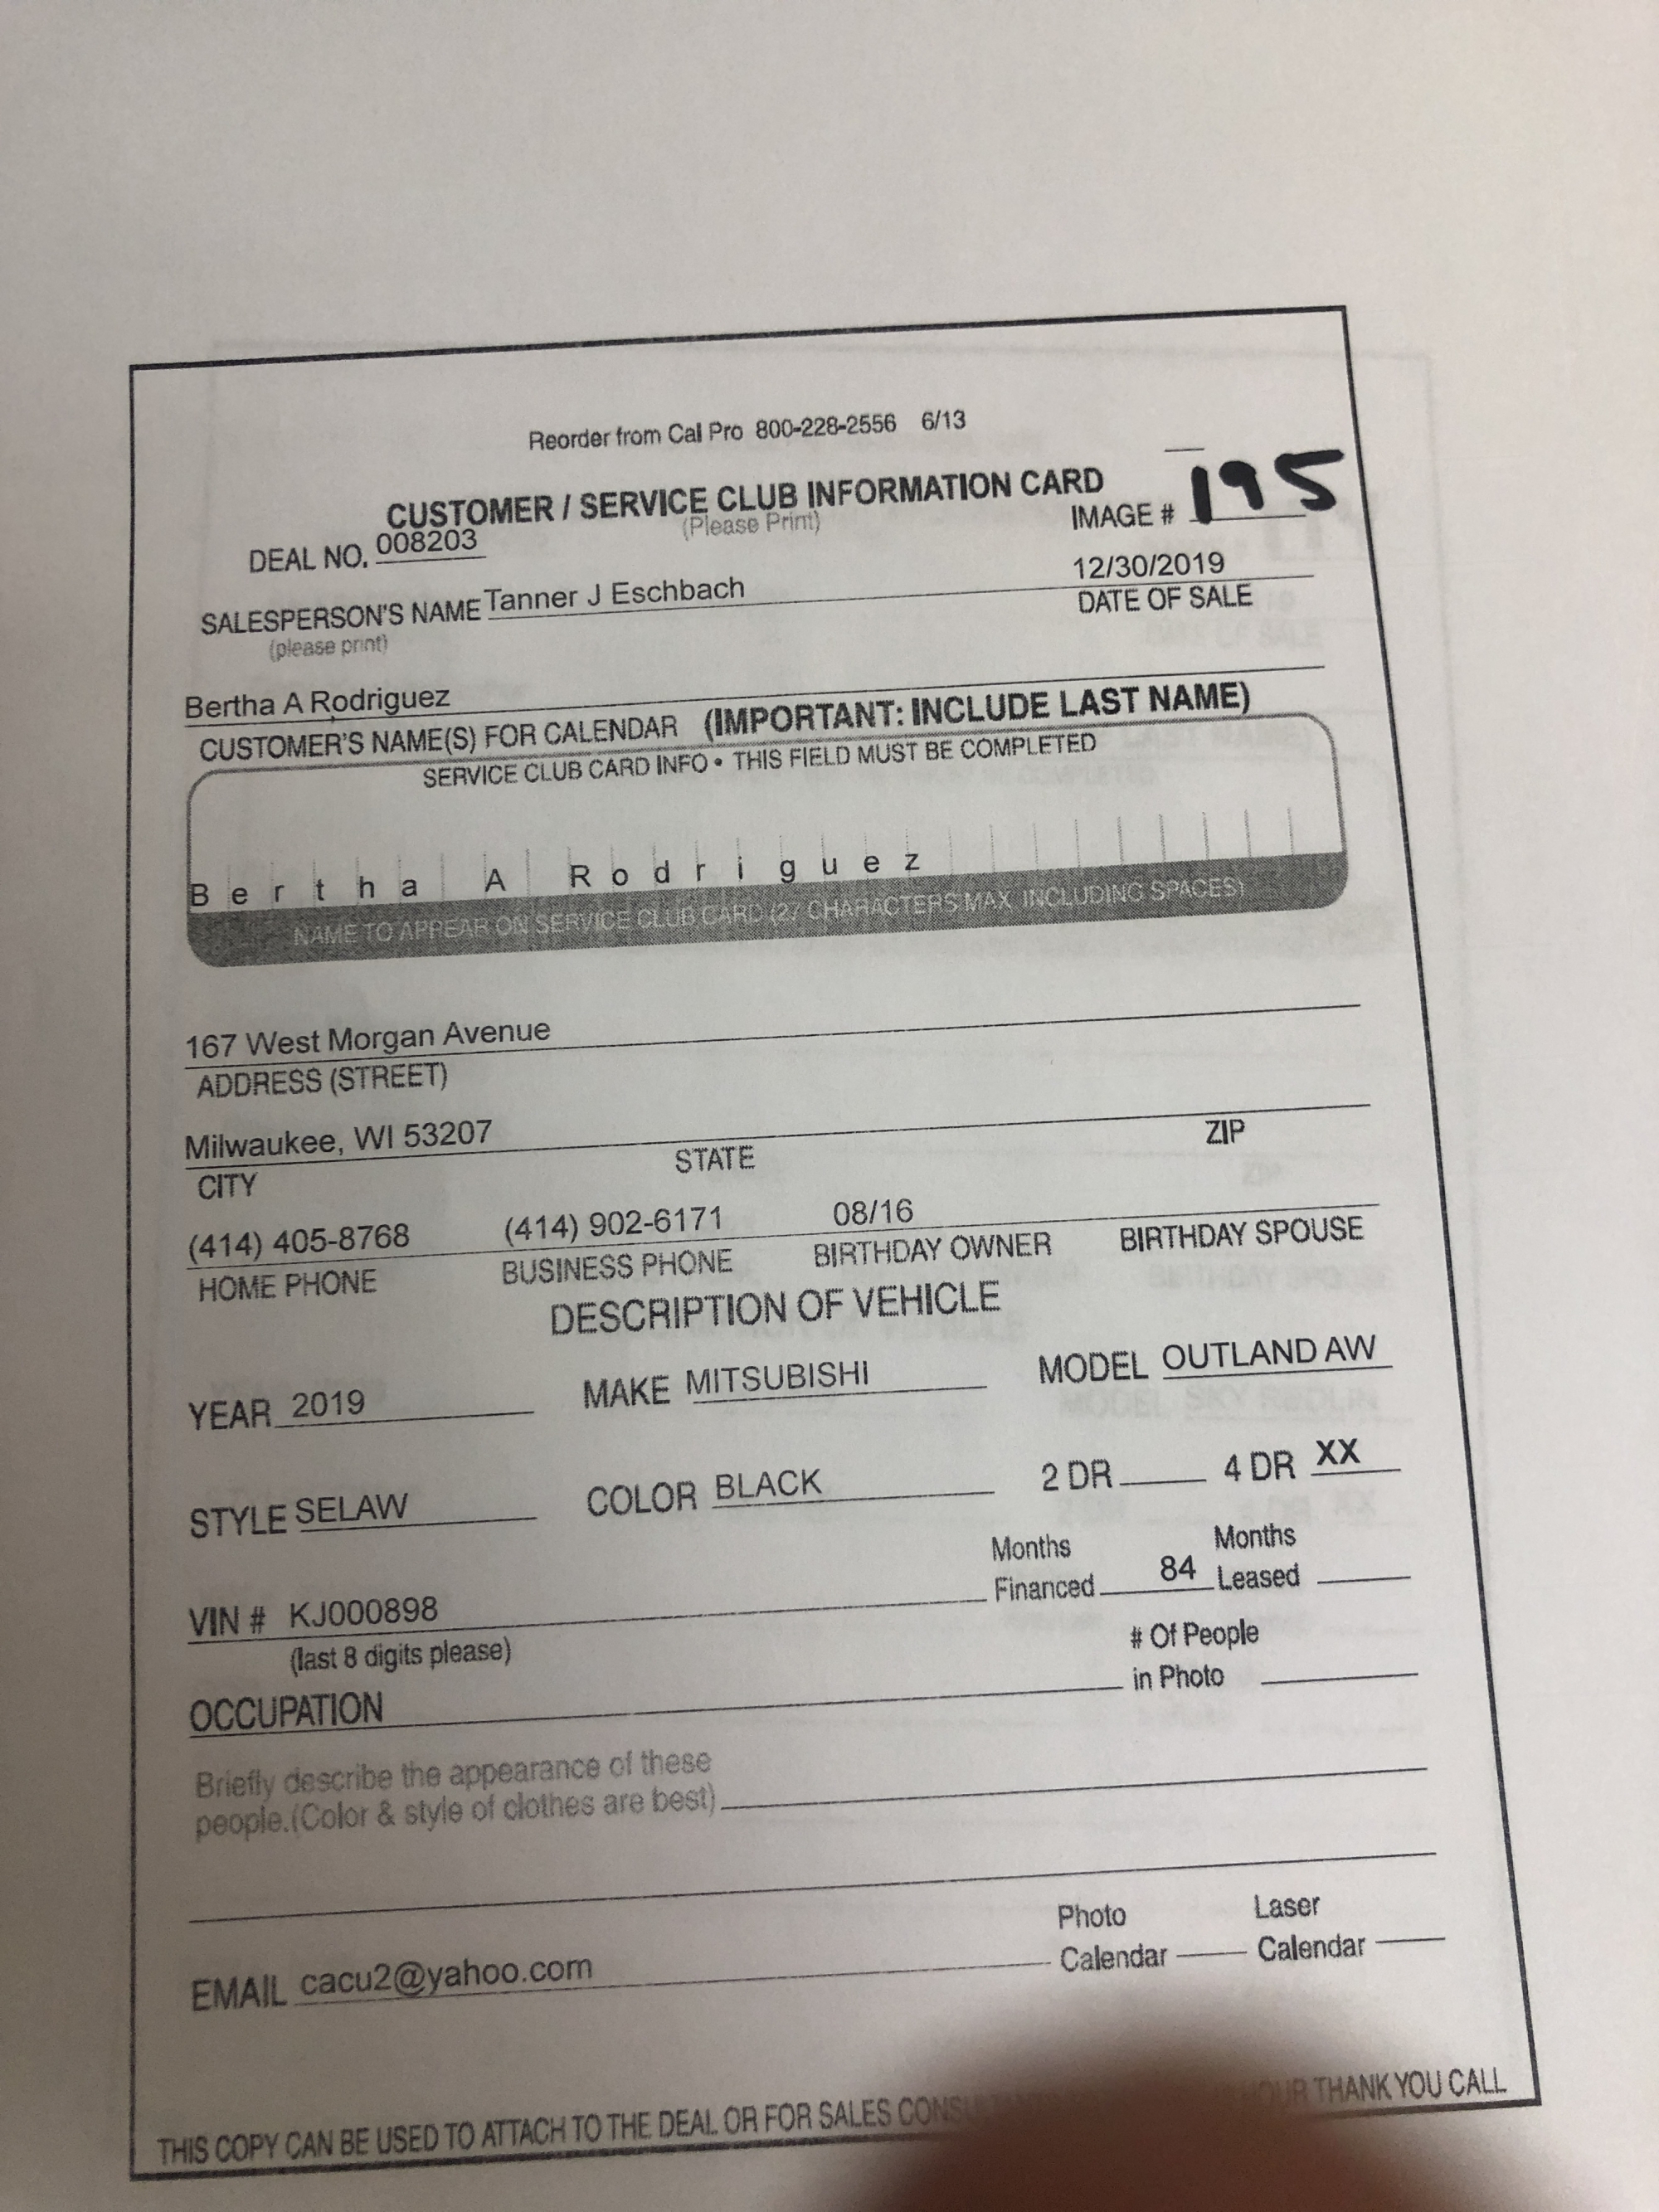 Reorder from Cal Pro 800-228-2556 6/13
CUSTOMER / SERVICE CLUB INFORMATION CARD
(Please Print)
IMAGE # 195
DEAL NO. 008203
SALESPERSON'S NAME Tanner J Eschbach
(please print)
12/30/2019
DATE OF SALE
Bertha A Rodriguez
CUSTOMER'S NAME(S) FOR CALENDAR (IMPORTANT: INCLUDE LAST NAME)
SERVICE CLUB CARD INFO • THIS FIELD MUST BE COMPLETED
Bertha A Rodriguez
NAME TO APPEAR ON SERVICE CLUB CARD (27 CHARACTERS MAX INCLUDING SPACES)
167 West Morgan Avenue
ADDRESS (STREET)
Milwaukee, WI 53207
CITY STATE ZIP
(414) 405-8768 (414) 902-6171 08/16
HOME PHONE BUSINESS PHONE BIRTHDAY OWNER BIRTHDAY SPOUSE
DESCRIPTION OF VEHICLE
YEAR 2019 MAKE MITSUBISHI MODEL OUTLAND AW
STYLE SELAW COLOR BLACK 2 DR 4 DR XX
VIN # KJ000898
(last 8 digits please)
Months Months
Financed 84 Leased
# Of People
in Photo
OCCUPATION
Briefly describe the appearance of these
people.(Color & style of clothes are best)
Photo Laser
Calendar Calendar
EMAIL cacu2@yahoo.com
THIS COPY CAN BE USED TO ATTACH TO THE DEAL OR FOR SALES THANK YOU CALL